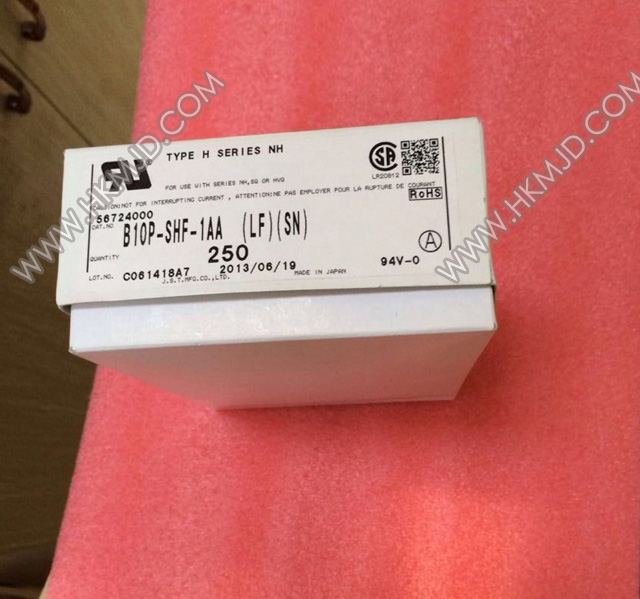 TYPE H SERIES NH
FOR USE WITH SERIES NH,SQ OR HVG
CAUTION:NOT FOR INTERRUPTING CURRENT , ATTENTION:NE PAS EMPLOYER POUR LA RUPTURE DE COURANT
LR20812
RoHS
56724000
CAT.NO B10P-SHF-1AA (LF)(SN)
QUANTITY 250
A
LOT.NO. C061418A7 2013/06/19 MADE IN JAPAN 94V-0
J.S.T.MFG.CO.,LTD.
WWW.HKMJD.COM
WWW.HKMJD.COM